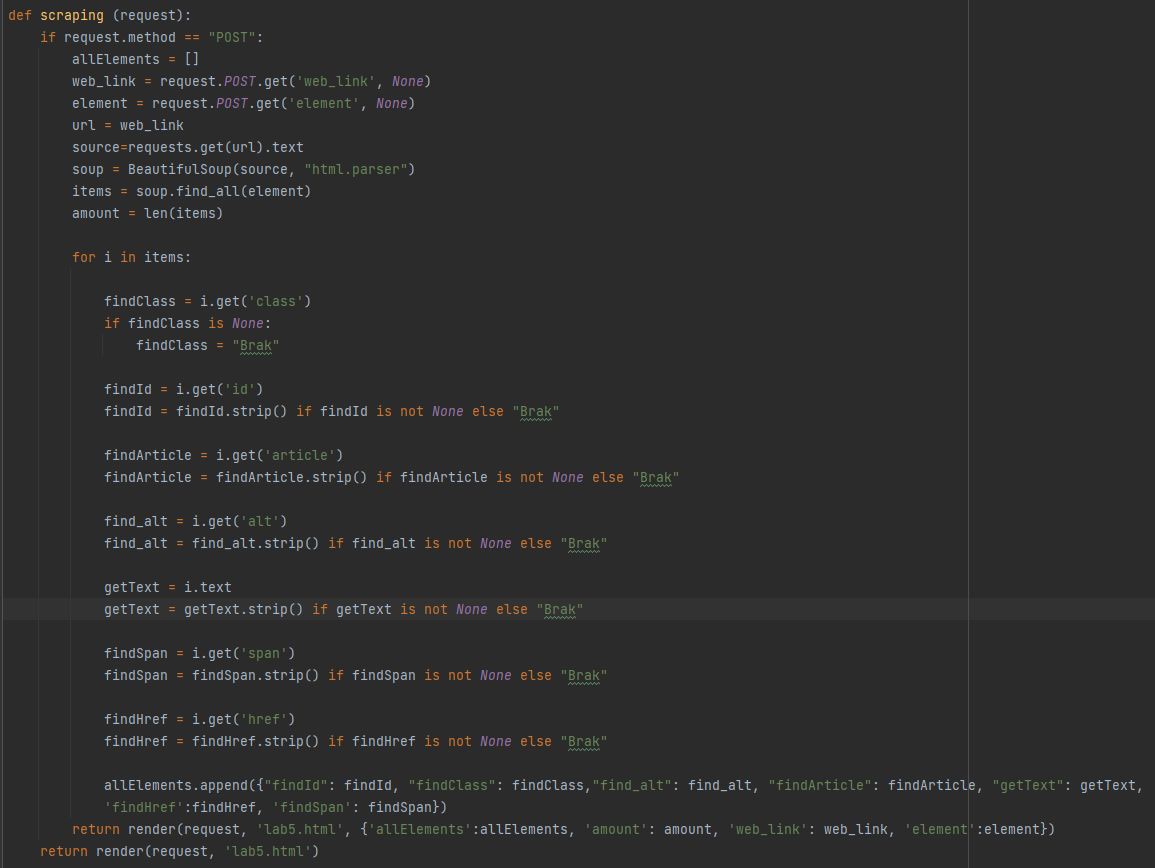 def scraping (request):
    if request.method == "POST":
        allElements = []
        web_link = request.POST.get('web_link', None)
        element = request.POST.get('element', None)
        url = web_link
        source=requests.get(url).text
        soup = BeautifulSoup(source, "html.parser")
        items = soup.find_all(element)
        amount = len(items)

        for i in items:

            findClass = i.get('class')
            if findClass is None:
                findClass = "Brak"

            findId = i.get('id')
            findId = findId.strip() if findId is not None else "Brak"

            findArticle = i.get('article')
            findArticle = findArticle.strip() if findArticle is not None else "Brak"

            find_alt = i.get('alt')
            find_alt = find_alt.strip() if find_alt is not None else "Brak"

            getText = i.text
            getText = getText.strip() if getText is not None else "Brak"

            findSpan = i.get('span')
            findSpan = findSpan.strip() if findSpan is not None else "Brak"

            findHref = i.get('href')
            findHref = findHref.strip() if findHref is not None else "Brak"

            allElements.append({"findId": findId, "findClass": findClass,"find_alt": find_alt, "findArticle": findArticle, "getText": getText,
            'findHref':findHref, 'findSpan': findSpan})
        return render(request, 'lab5.html', {'allElements':allElements, 'amount': amount, 'web_link': web_link, 'element':element})
    return render(request, 'lab5.html')